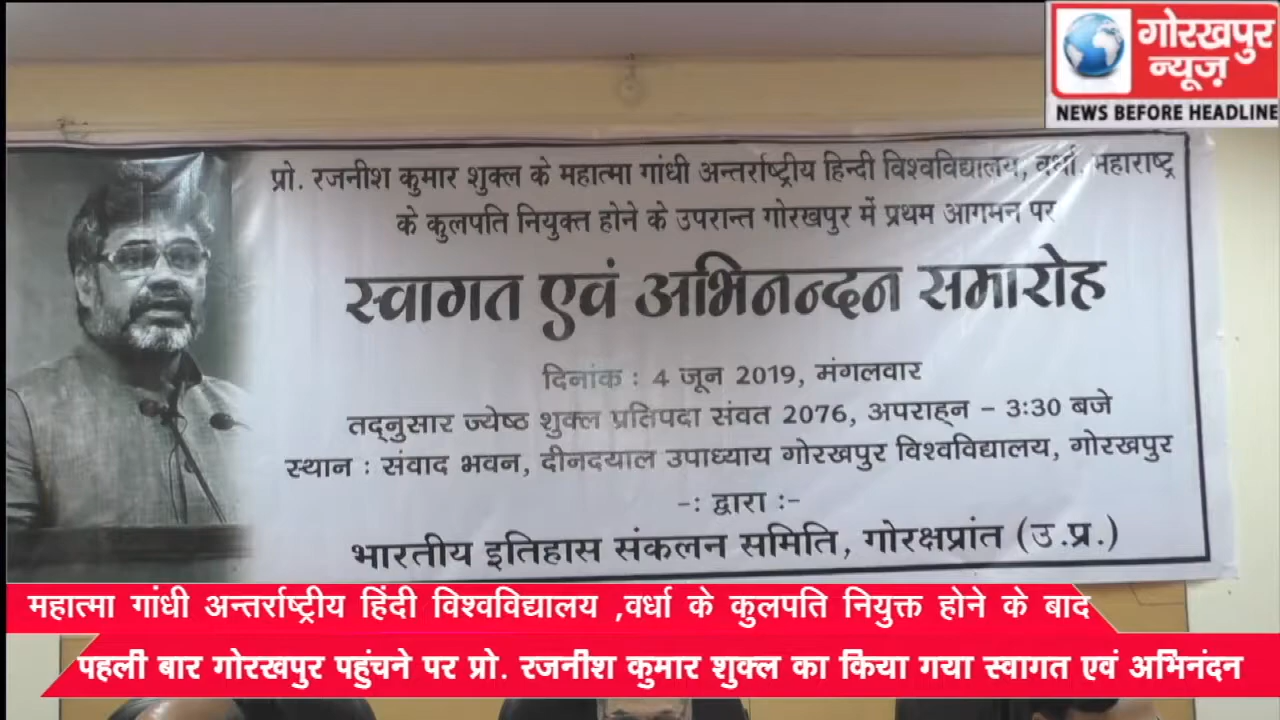 गोरखपुर
न्यूज़
NEWS BEFORE HEADLINE
प्रो. रजनीश कुमार शुक्ल के महात्मा गांधी अन्तर्राष्ट्रीय हिन्दी विश्वविद्यालय, वर्धा. महाराष्ट्र
के कुलपति नियुक्त होने के उपरान्त गोरखपुर में प्रथम आगमन पर
स्वागत एवं अभिनन्दन समारोह
दिनांक : 4 जून 2019, मंगलवार
तद्नुसार ज्येष्ठ शुक्ल प्रतिपदा संवत 2076, अपराह्न - 3:30 बजे
स्थान : संवाद भवन, दीनदयाल उपाध्याय गोरखपुर विश्वविद्यालय, गोरखपुर
-: द्वारा :-
भारतीय इतिहास संकलन समिति, गोरक्षप्रांत (उ.प्र.)
महात्मा गांधी अन्तर्राष्ट्रीय हिंदी विश्वविद्यालय ,वर्धा के कुलपति नियुक्त होने के बाद
पहली बार गोरखपुर पहुंचने पर प्रो. रजनीश कुमार शुक्ल का किया गया स्वागत एवं अभिनंदन